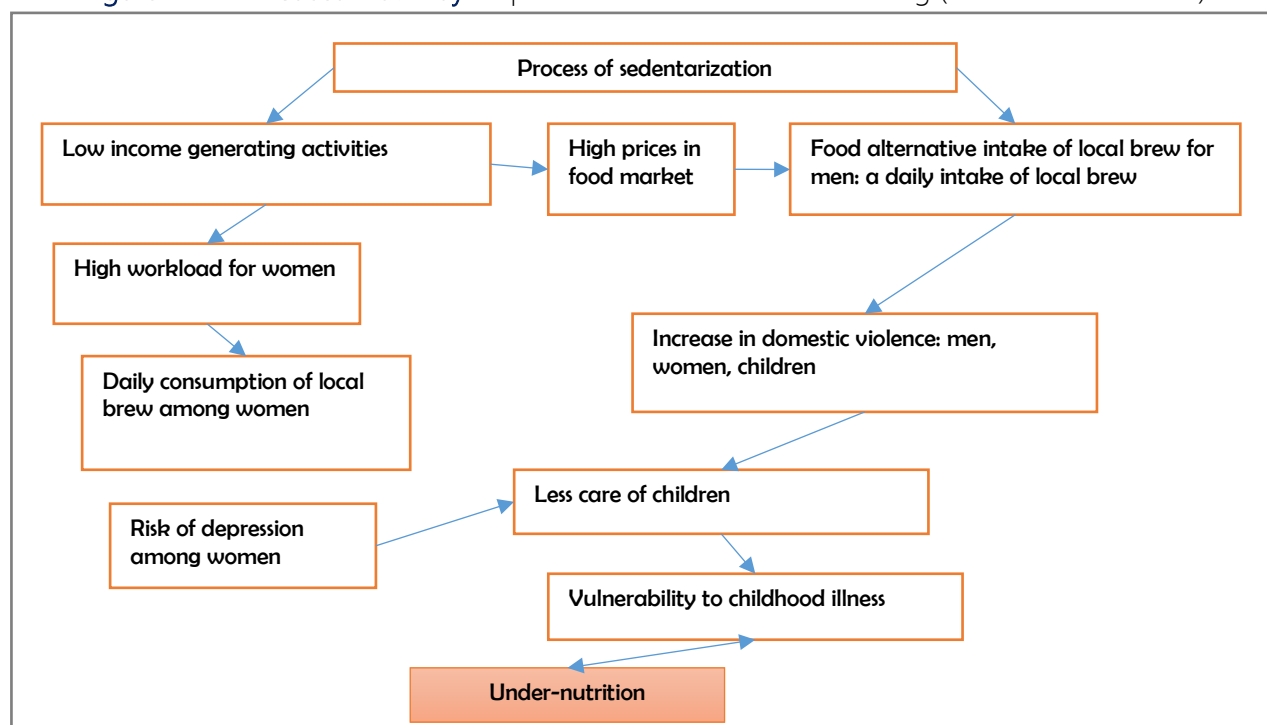 Process of sedentarization
Low income generating activities
High prices in
food market
Food alternative intake of local brew for
men: a daily intake of local brew
High workload for women
Increase in domestic violence: men,
women, children
Daily consumption of local
brew among women
Less care of children
Risk of depression
among women
Vulnerability to childhood illness
Under-nutrition